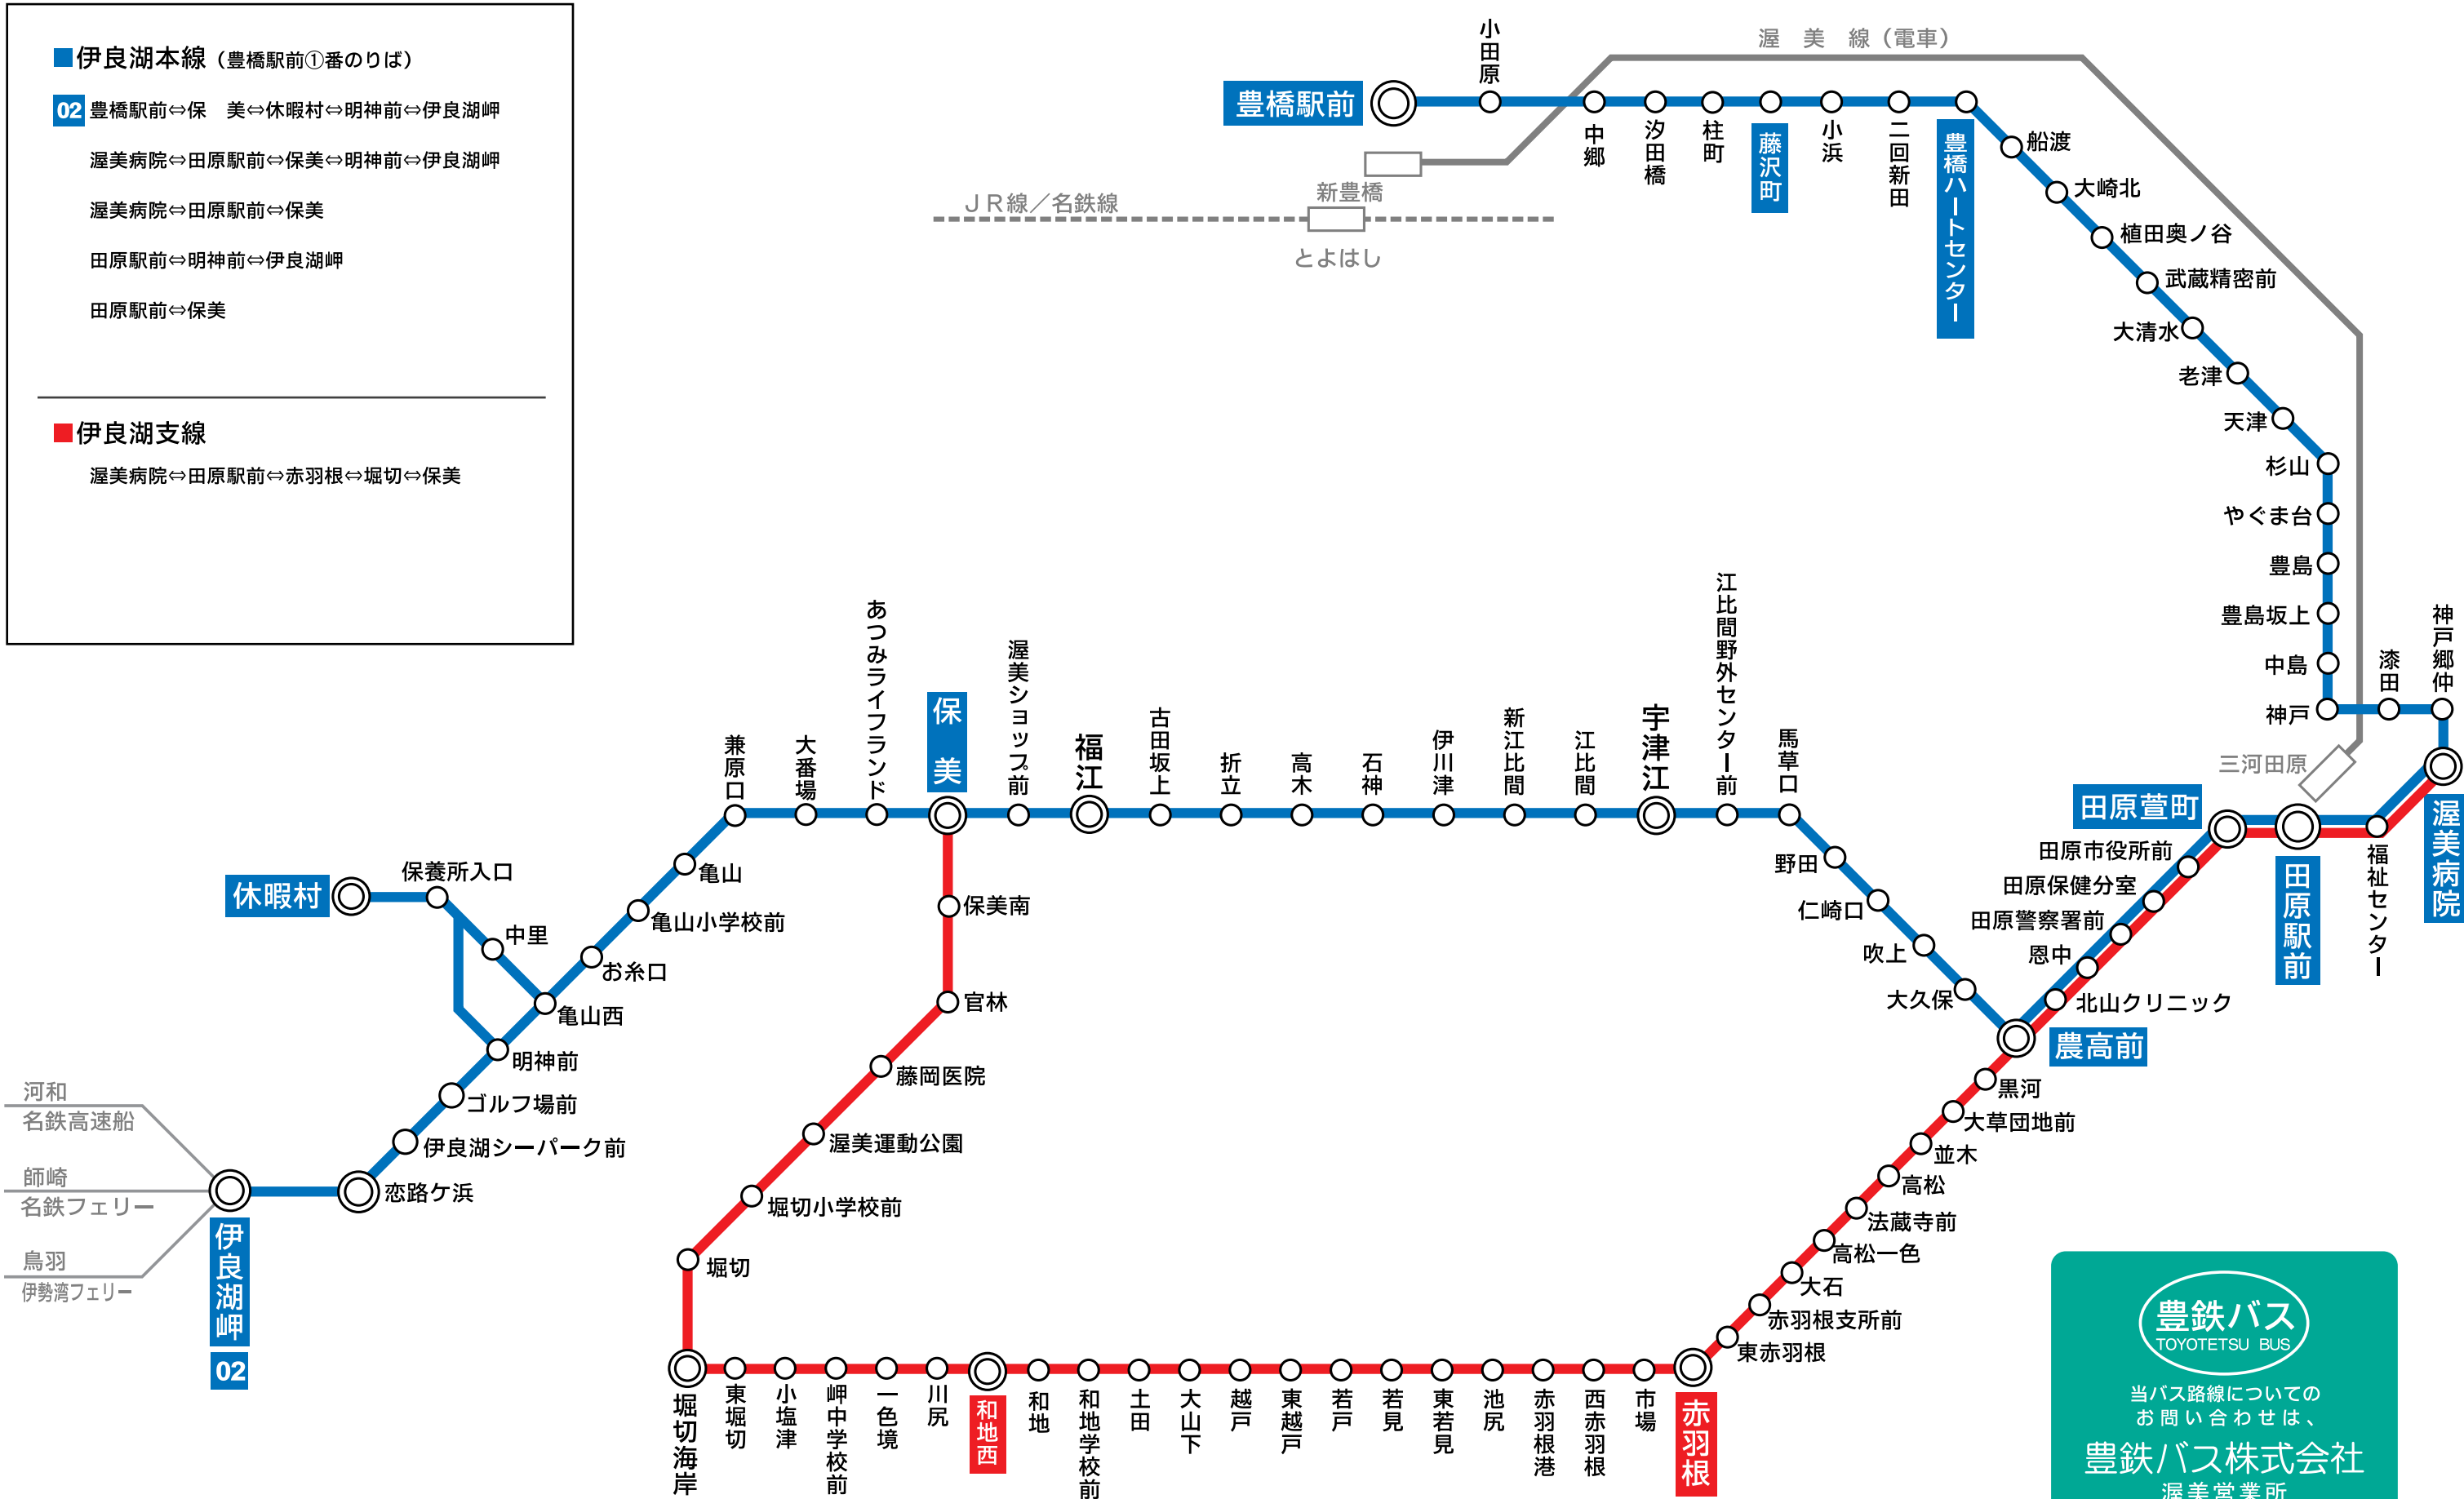 伊良湖本線（豊橋駅前①番のりば）
02 豊橋駅前⇔保　美⇔休暇村⇔明神前⇔伊良湖岬
渥美病院⇔田原駅前⇔保美⇔明神前⇔伊良湖岬
渥美病院⇔田原駅前⇔保美
田原駅前⇔明神前⇔伊良湖岬
田原駅前⇔保美
伊良湖支線
渥美病院⇔田原駅前⇔赤羽根⇔堀切⇔保美
渥　美　線（電車）
豊橋駅前
小田原
中郷
汐田橋
柱町
藤沢町
小浜
二回新田
豊橋ハートセンター
新豊橋
ＪＲ線／名鉄線
とよはし
船渡
大崎北
植田奥ノ谷
武蔵精密前
大清水
老津
天津
杉山
やぐま台
豊島
豊島坂上
中島
神戸
漆田
神戸郷仲
三河田原
渥美病院
福祉センター
田原駅前
田原萱町
田原市役所前
田原保健分室
田原警察署前
恩中
北山クリニック
農高前
大久保
吹上
仁崎口
野田
馬草口
江比間野外センター前
宇津江
江比間
新江比間
伊川津
石神
高木
折立
古田坂上
福江
渥美ショップ前
保　美
あつみライフランド
大番場
兼原口
亀山
亀山小学校前
お糸口
亀山西
中里
保養所入口
休暇村
明神前
ゴルフ場前
伊良湖シーパーク前
恋路ケ浜
伊良湖岬
02
河和
名鉄高速船
師崎
名鉄フェリー
鳥羽
伊勢湾フェリー
保美南
官林
藤岡医院
渥美運動公園
堀切小学校前
堀切
堀切海岸
東堀切
小塩津
岬中学校前
一色境
川尻
和地西
和地
和地学校前
土田
大山下
越戸
東越戸
若戸
若見
東若見
池尻
赤羽根港
西赤羽根
市場
赤羽根
東赤羽根
赤羽根支所前
大石
高松一色
法蔵寺前
高松
並木
大草団地前
黒河
豊鉄バス
TOYOTETSU BUS
当バス路線についての
お問い合わせは、
豊鉄バス株式会社
渥美営業所